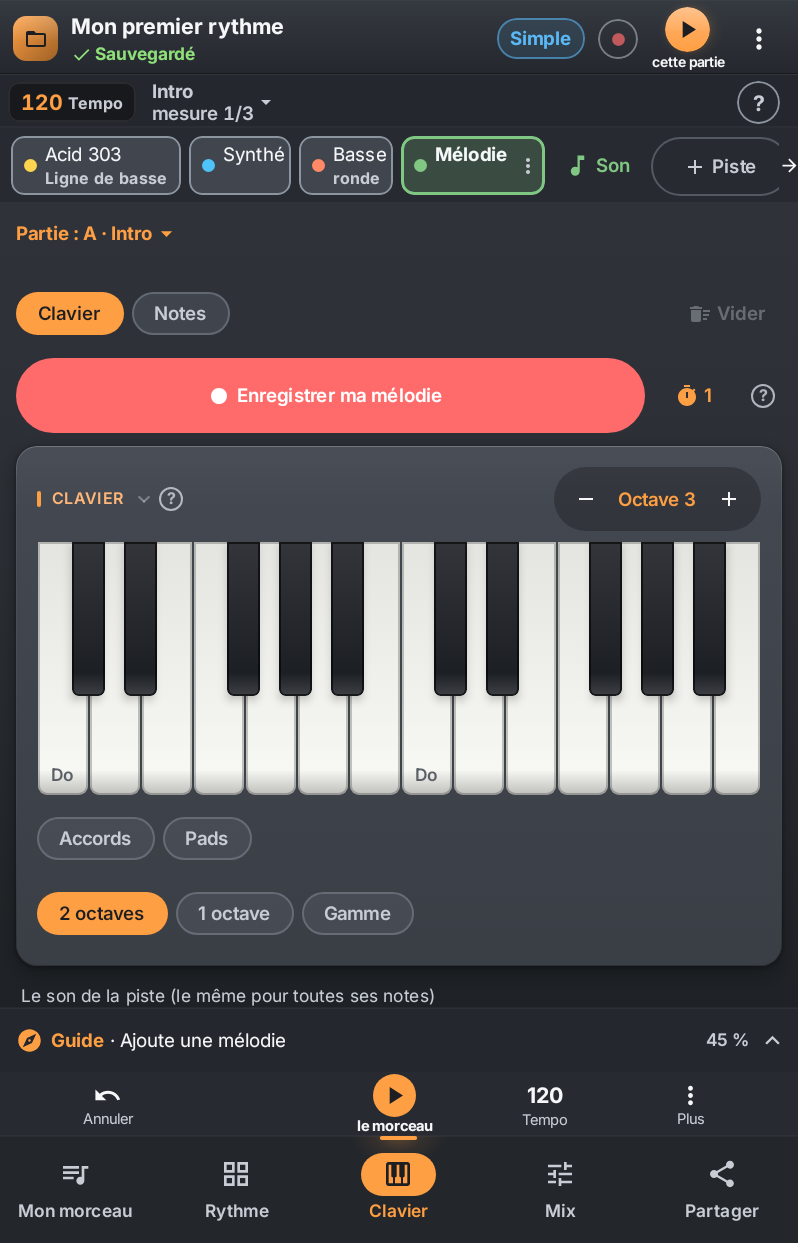 Mon premier rythme
Sauvegardé
Simple
cette partie
120 Tempo
Intro
mesure 1/3
?
Acid 303
Ligne de basse
Synthé
Basse
ronde
Mélodie
Son
+ Piste
Partie : A · Intro
Clavier
Notes
Vider
Enregistrer ma mélodie
1
?
CLAVIER
?
− Octave 3 +
Do
Do
Accords
Pads
2 octaves
1 octave
Gamme
Le son de la piste (le même pour toutes ses notes)
Guide · Ajoute une mélodie
45 %
Annuler
le morceau
120
Tempo
Plus
Mon morceau
Rythme
Clavier
Mix
Partager